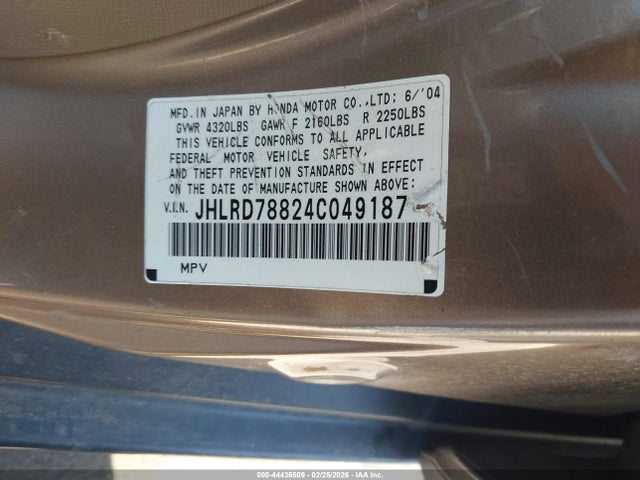 MFD.IN JAPAN BY HONDA MOTOR CO.,LTD; 6/'04
GVWR 4320LBS GAWR F 2160LBS R 2250LBS
THIS VEHICLE CONFORMS TO ALL APPLICABLE
FEDERAL MOTOR VEHICLE SAFETY,
AND THEFT PREVENTION STANDARDS IN EFFECT
ON THE DATE OF MANUFACTURE SHOWN ABOVE:
V.I.N. JHLRD78824C049187
MPV
000-44436509 - 02/25/2026 - IAA Inc.